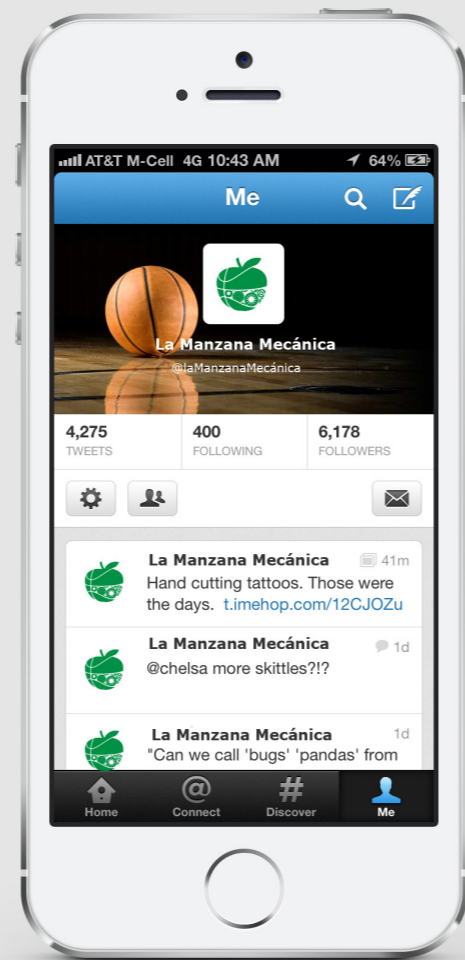 AT&T M-Cell 4G 10:43 AM 64%
Me
La Manzana Mecánica
@laManzanaMecánica
4,275 400 6,178
TWEETS FOLLOWING FOLLOWERS
La Manzana Mecánica 41m
Hand cutting tattoos. Those were
the days. t.imehop.com/12CJOZu
La Manzana Mecánica 1d
@chelsa more skittles?!?
La Manzana Mecánica 1d
"Can we call 'bugs' 'pandas' from
Home Connect Discover Me